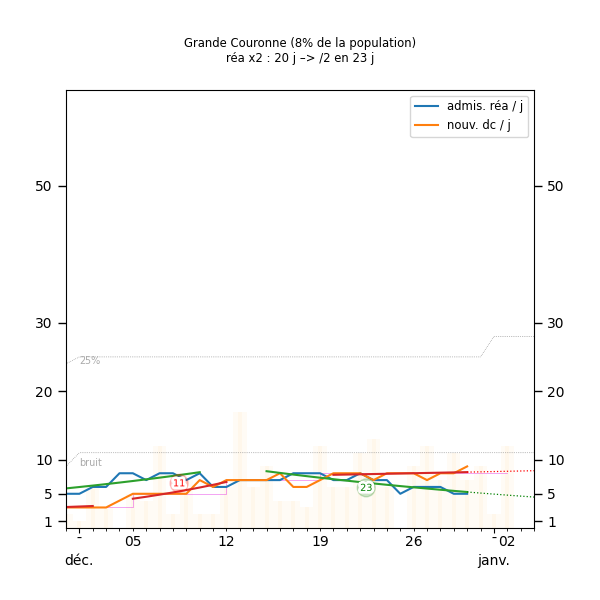 Grande Couronne (8% de la population)
réa x2 : 20 j –> /2 en 23 j
admis. réa / j
nouv. dc / j
50 50
30 30
25%
20 20
10 10
bruit
11
23
5 5
1 1
- 05 12 19 26 - 02
déc. janv.